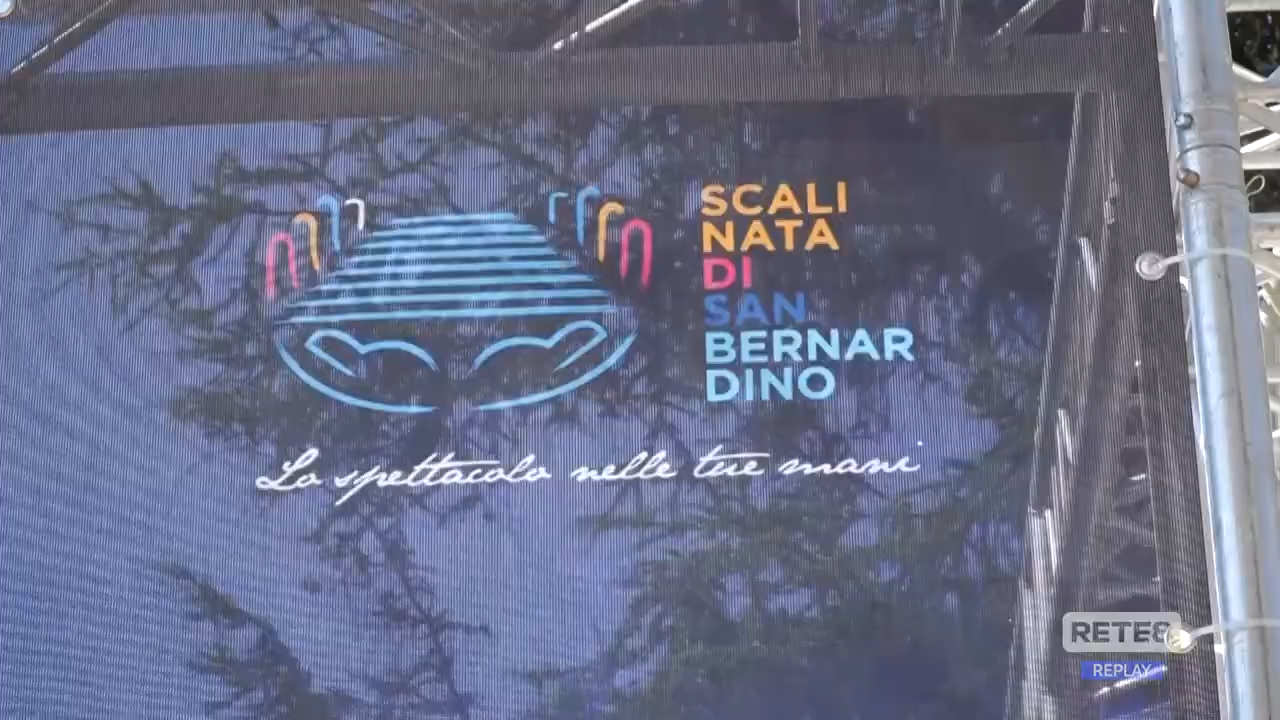 SCALI
NATA
DI
SAN
BERNAR
DINO
Lo spettacolo nelle tue mani
RETE8
REPLAY